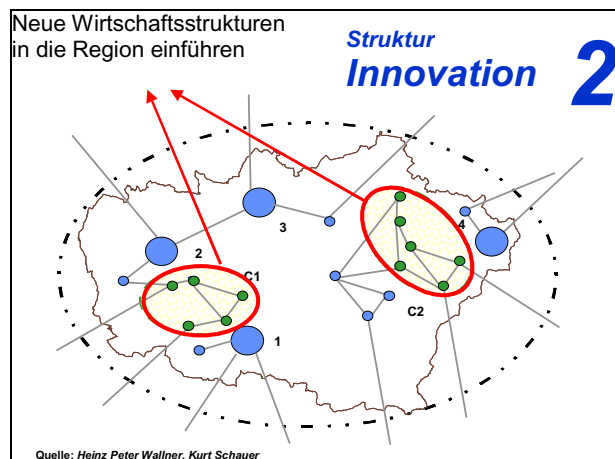 Neue Wirtschaftsstrukturen
in die Region einführen
Struktur
Innovation
2
3
4
2
C1
C2
1
Quelle: Heinz Peter Wallner, Kurt Schauer